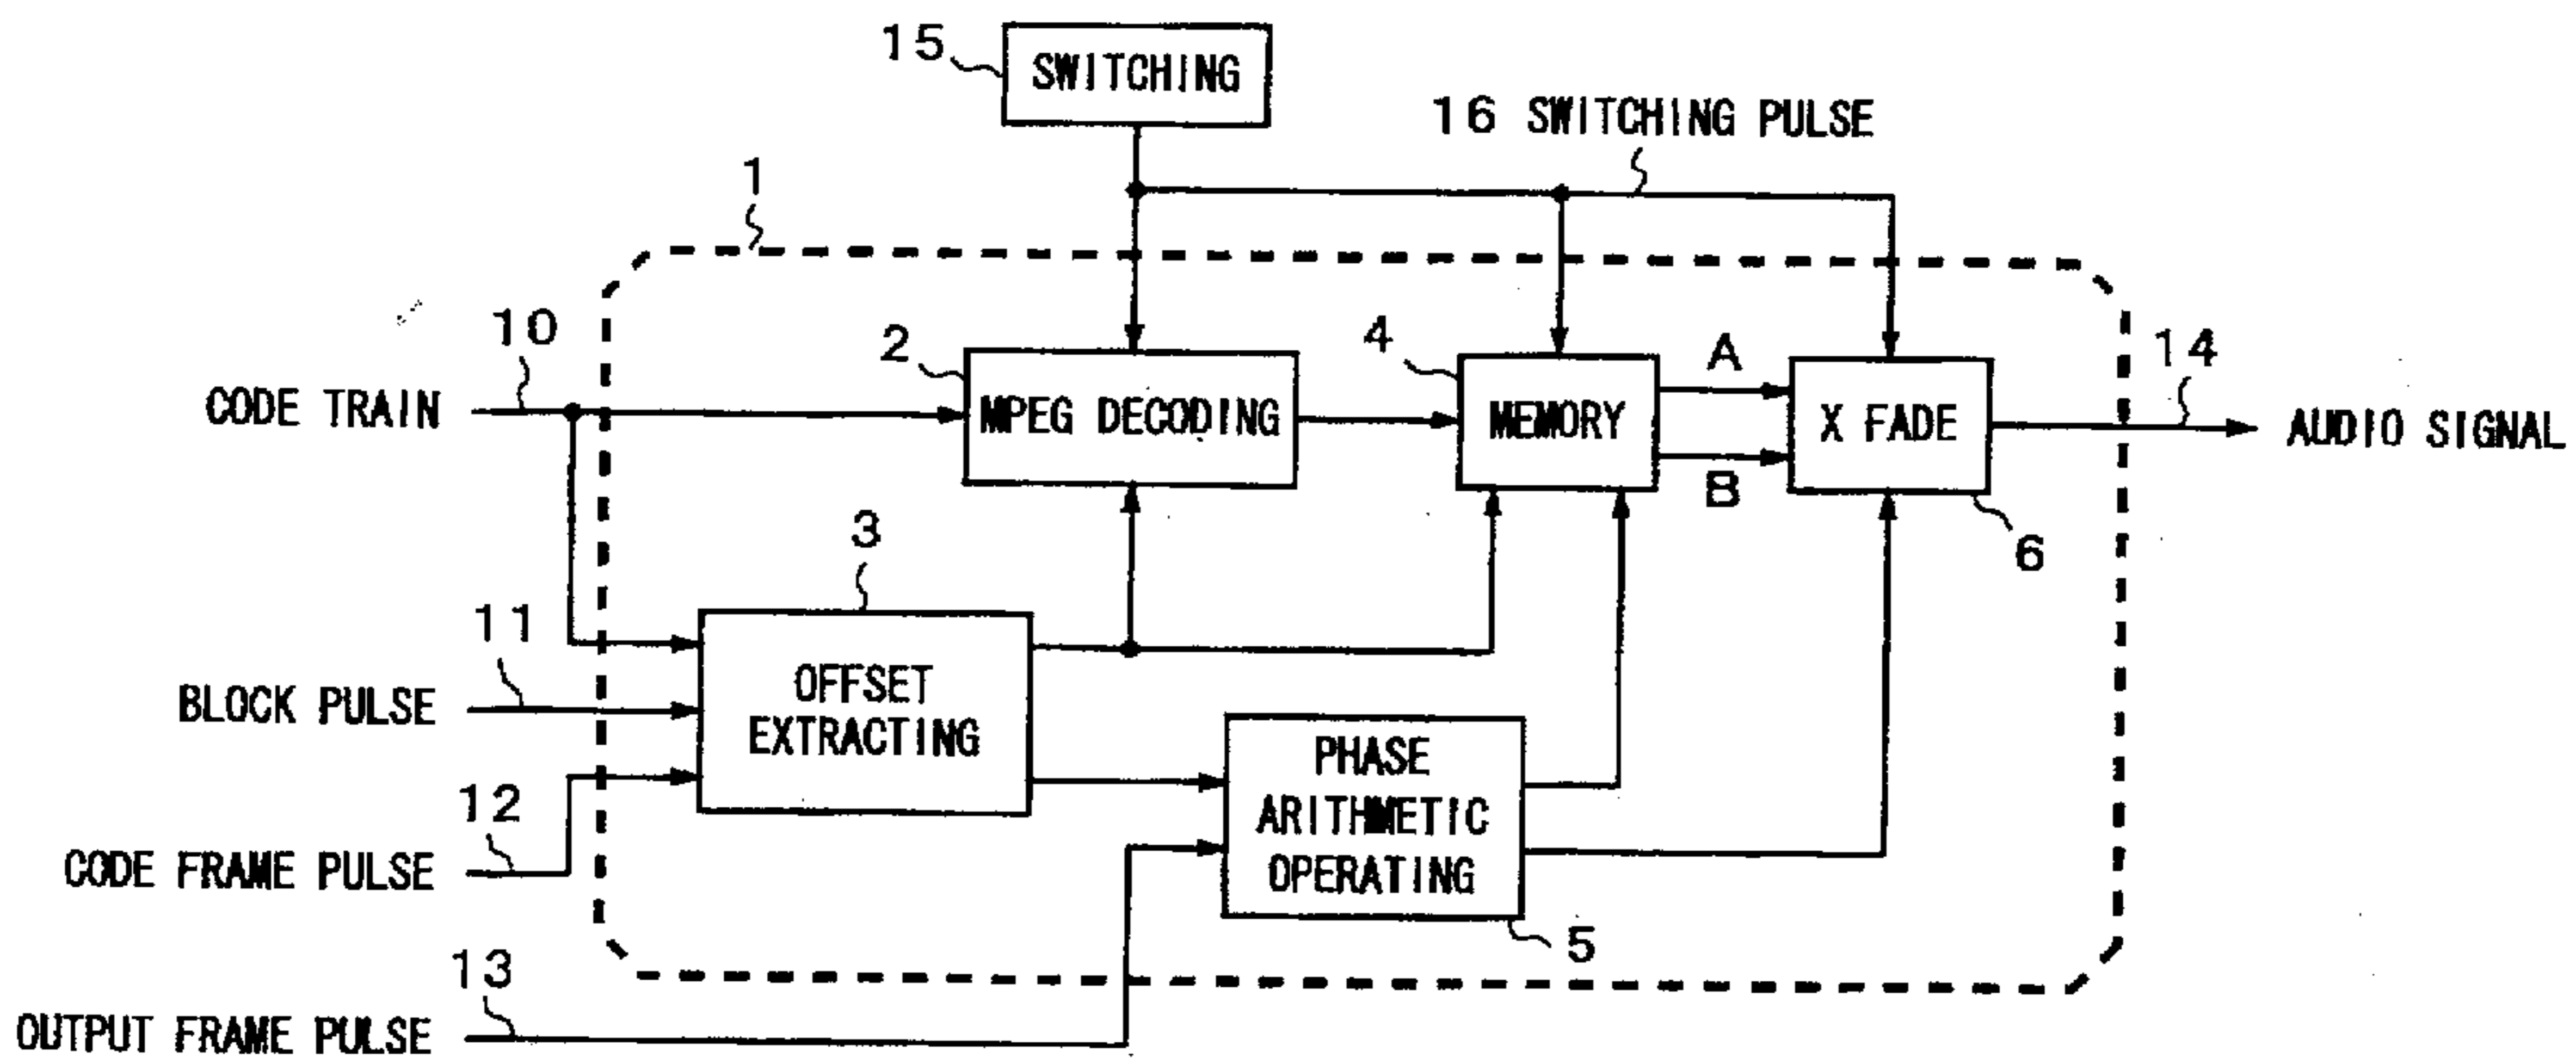 15
SWITCHING
16 SWITCHING PULSE
1
10
CODE TRAIN
2
MPEG DECODING
4
MEMORY
A
B
X FADE
6
14
AUDIO SIGNAL
3
OFFSET
EXTRACTING
11
BLOCK PULSE
12
CODE FRAME PULSE
PHASE
ARITHMETIC
OPERATING
5
13
OUTPUT FRAME PULSE